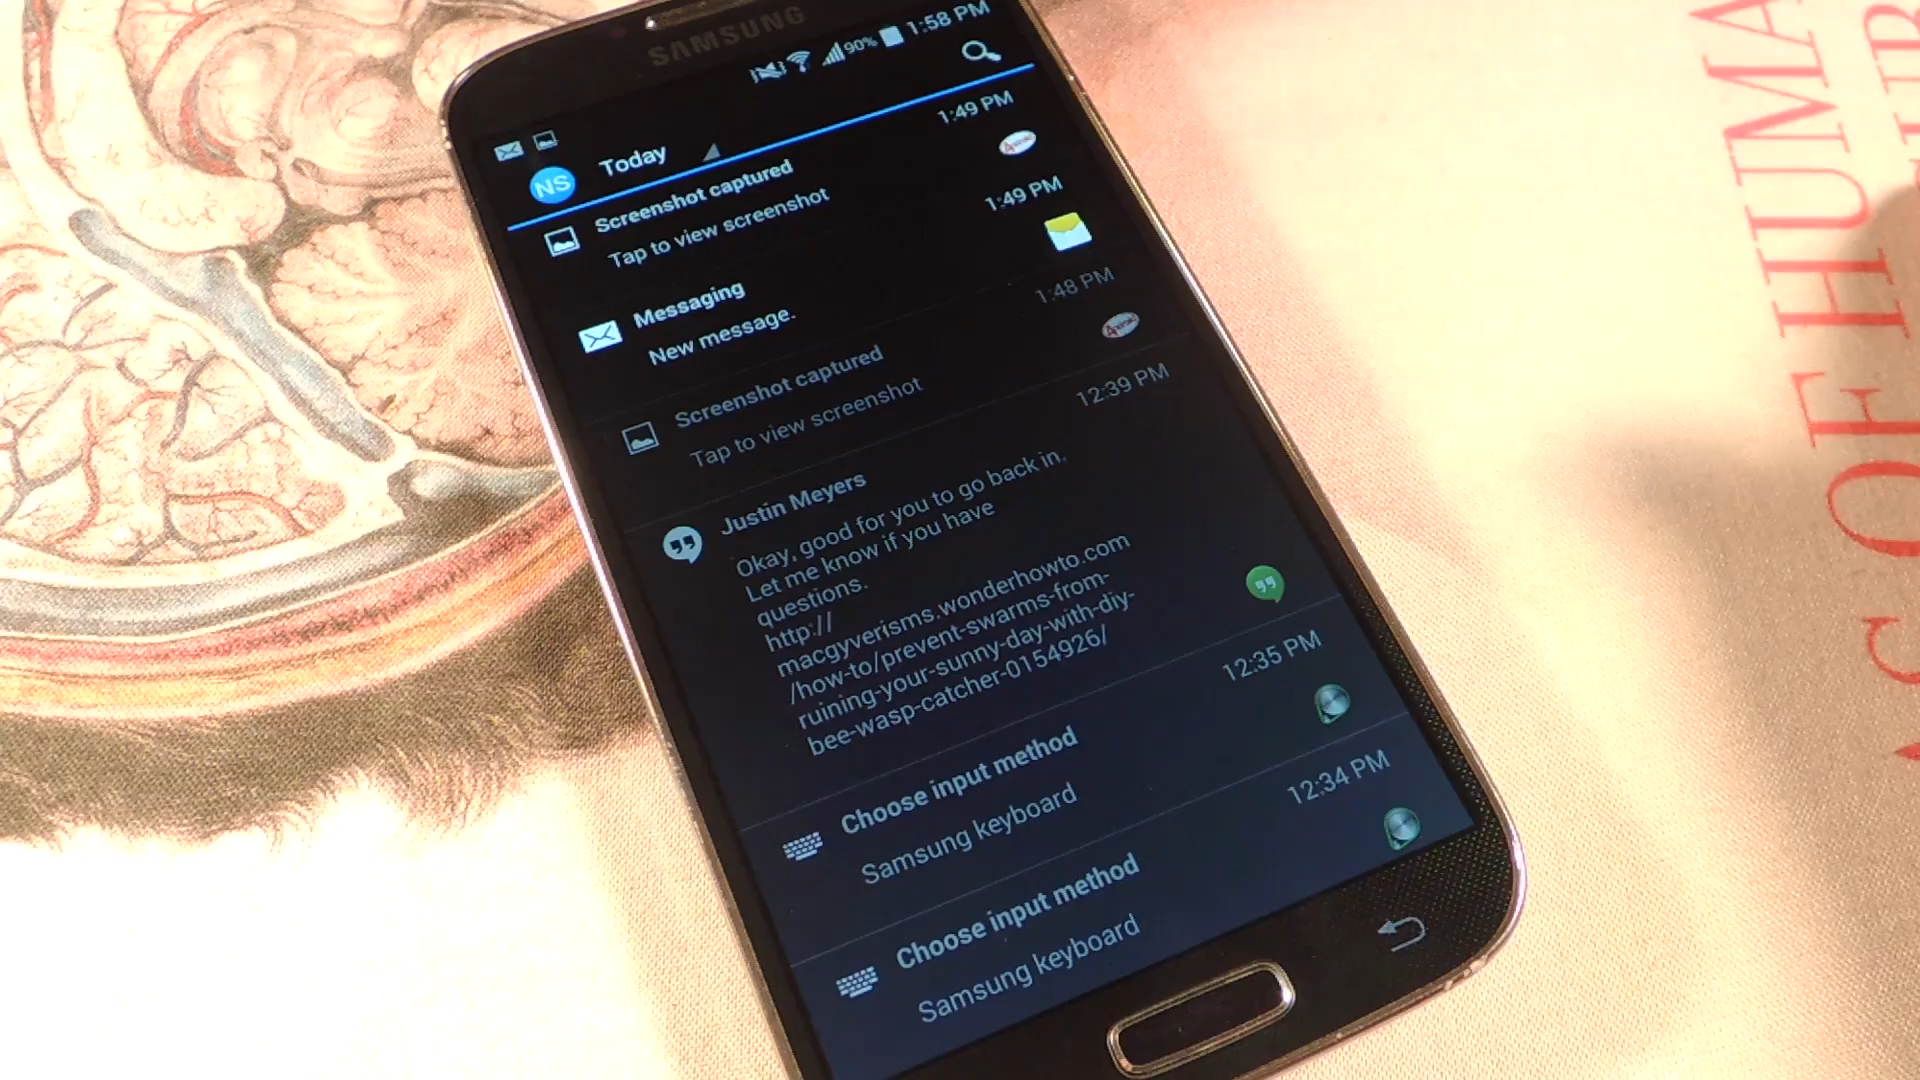 SAMSUNG
90% 1:58 PM
NS Today
1:49 PM
Screenshot captured
Tap to view screenshot
1:49 PM
Messaging
New message.
1:48 PM
Screenshot captured
Tap to view screenshot
12:39 PM
Justin Meyers
Okay, good for you to go back in.
Let me know if you have
questions.
http://
macgyverisms.wonderhowto.com
/how-to/prevent-swarms-from-
ruining-your-sunny-day-with-diy-
bee-wasp-catcher-0154926/
12:35 PM
Choose input method
Samsung keyboard
12:34 PM
Choose input method
Samsung keyboard
OF HUMA